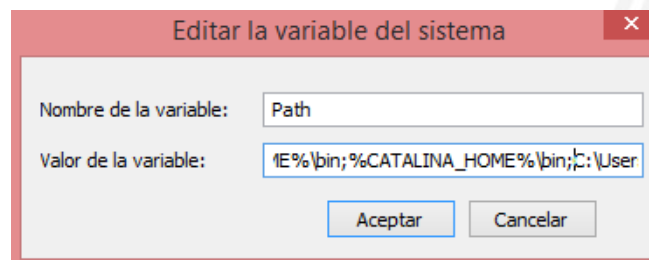 Editar la variable del sistema
Nombre de la variable: Path
Valor de la variable: ME%\bin;%CATALINA_HOME%\bin;C:\User
Aceptar Cancelar